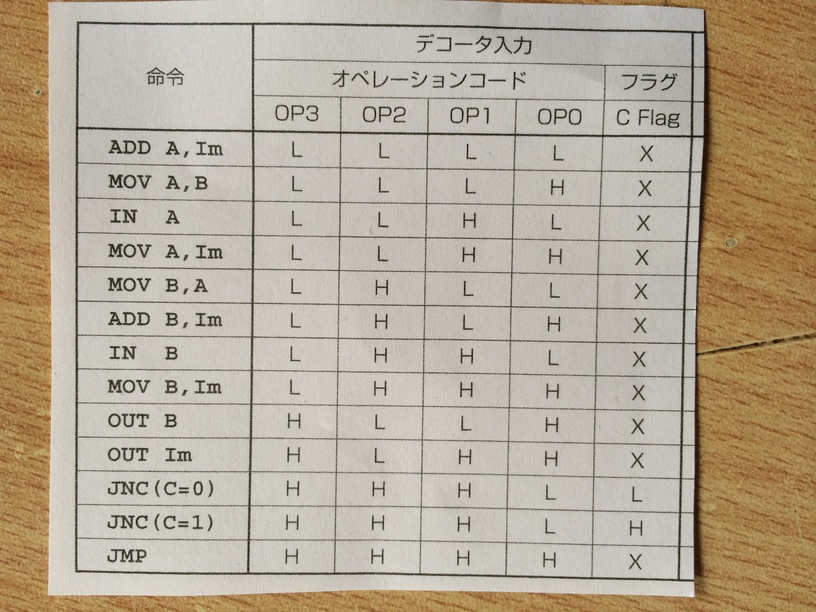 デコータ入力
命令 オペレーションコード フラグ
OP3 OP2 OP1 OP0 C Flag
ADD A,Im L L L L X
MOV A,B L L L H X
IN A L L H L X
MOV A,Im L L H H X
MOV B,A L H L L X
ADD B,Im L H L H X
IN B L H H L X
MOV B,Im L H H H X
OUT B H L L H X
OUT Im H L H H X
JNC(C=0) H H H L L
JNC(C=1) H H H L H
JMP H H H H X